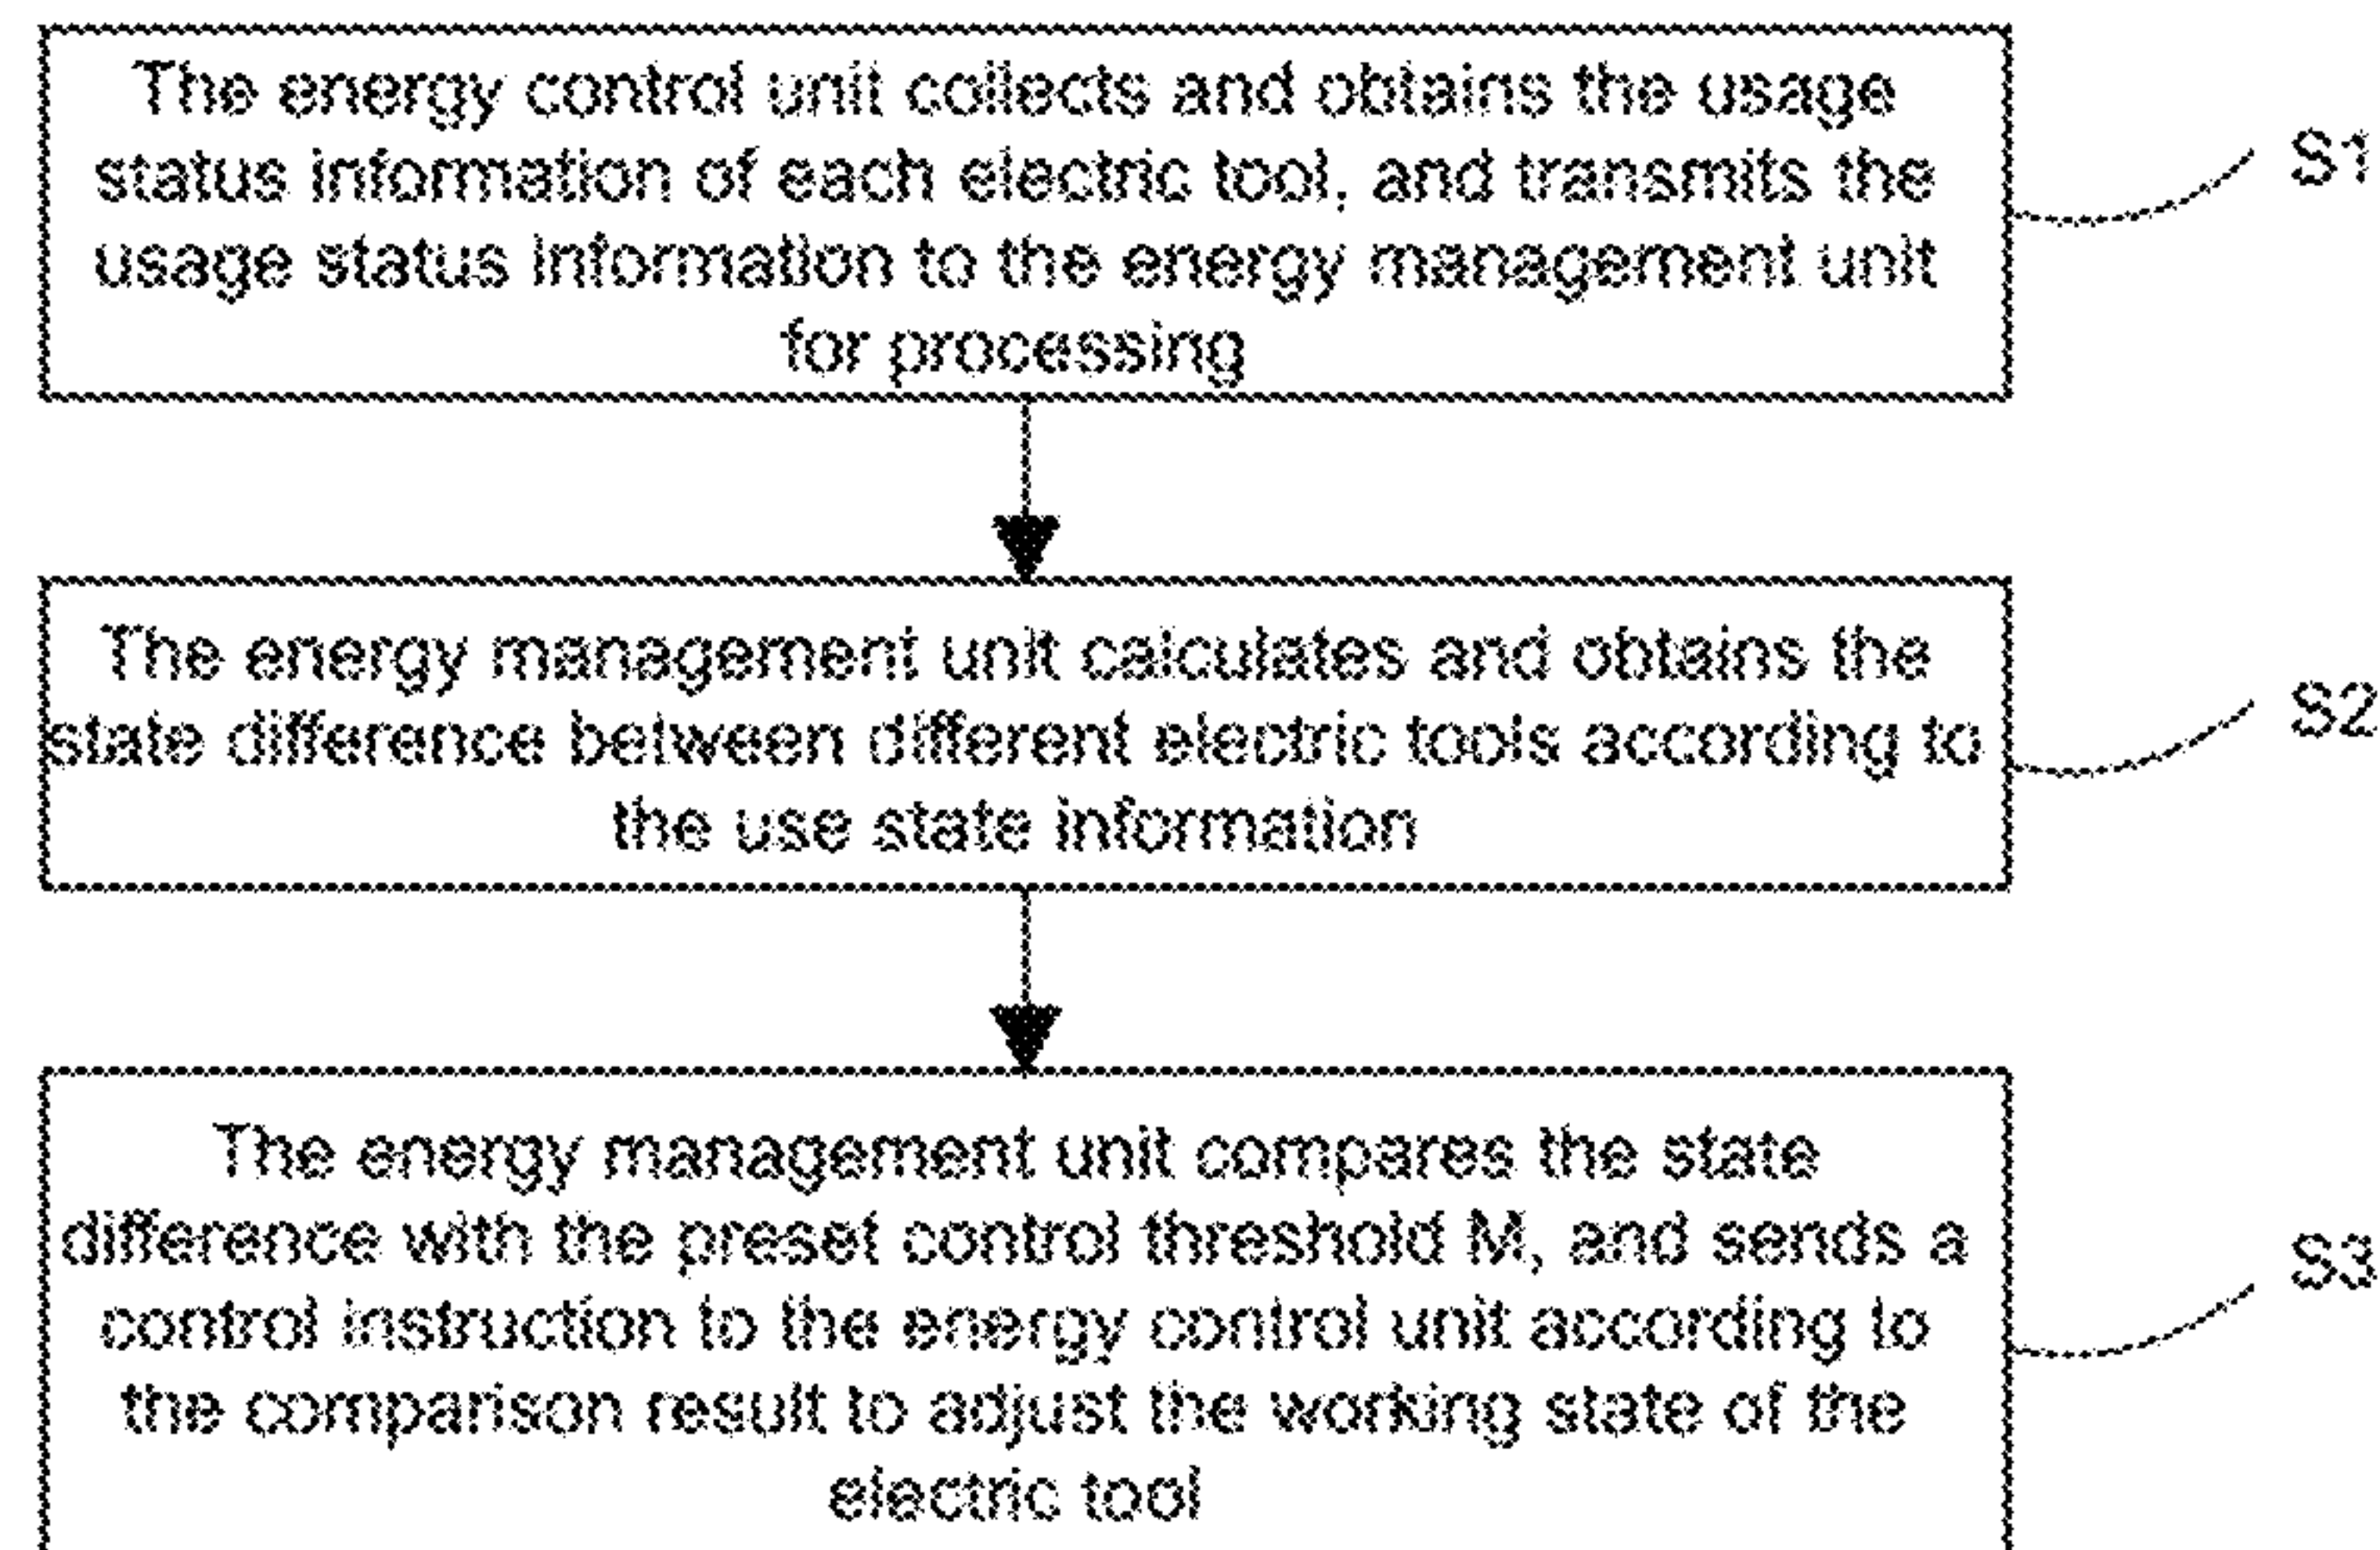 The energy control unit collects and obtains the usage
status information of each electric tool, and transmits the
usage status information to the energy management unit
for processing
S1
The energy management unit calculates and obtains the
state difference between different electric tools according to
the use state information
S2
The energy management unit compares the state
difference with the preset control threshold M, and sends a
control instruction to the energy control unit according to
the comparison result to adjust the working state of the
electric tool
S3